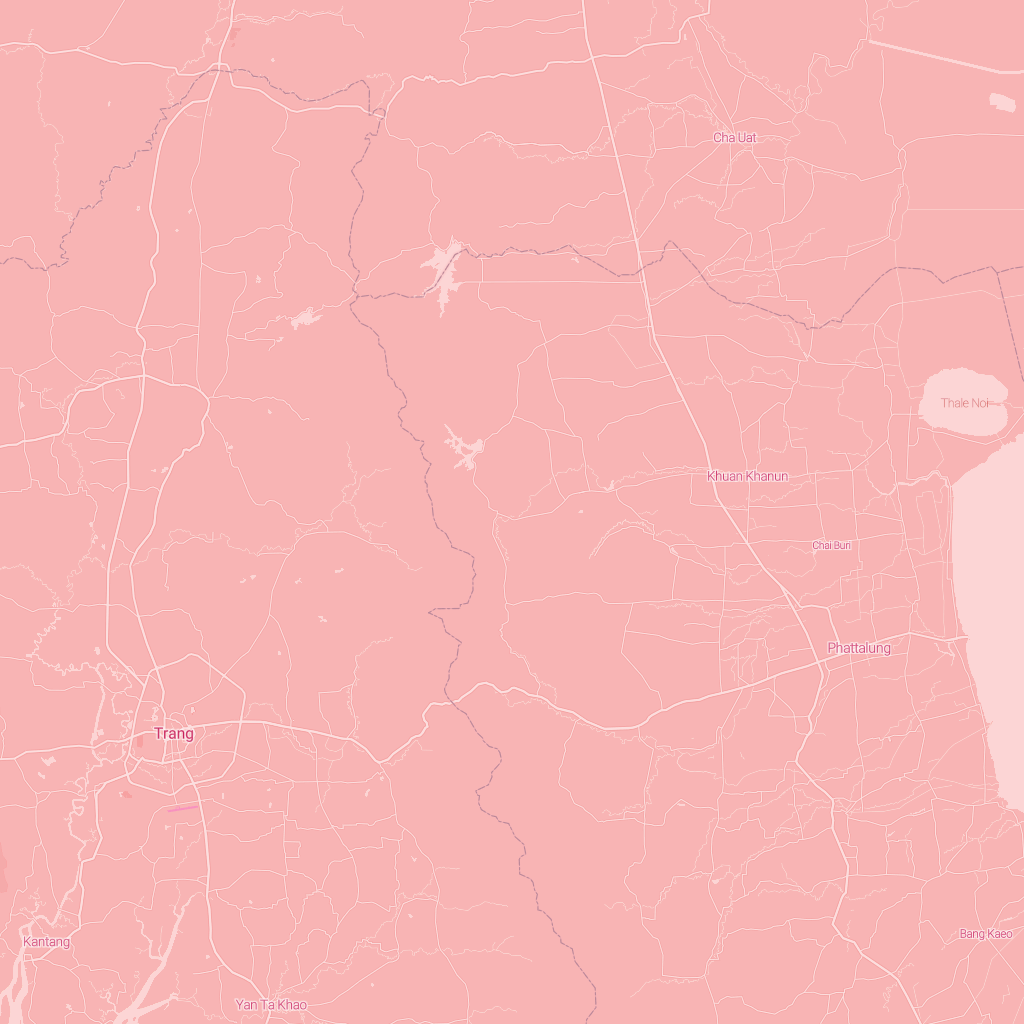 Cha Uat
Thale Noi
Khuan Khanun
Chai Buri
Phattalung
Trang
Bang Kaeo
Kantang
Yan Ta Khao